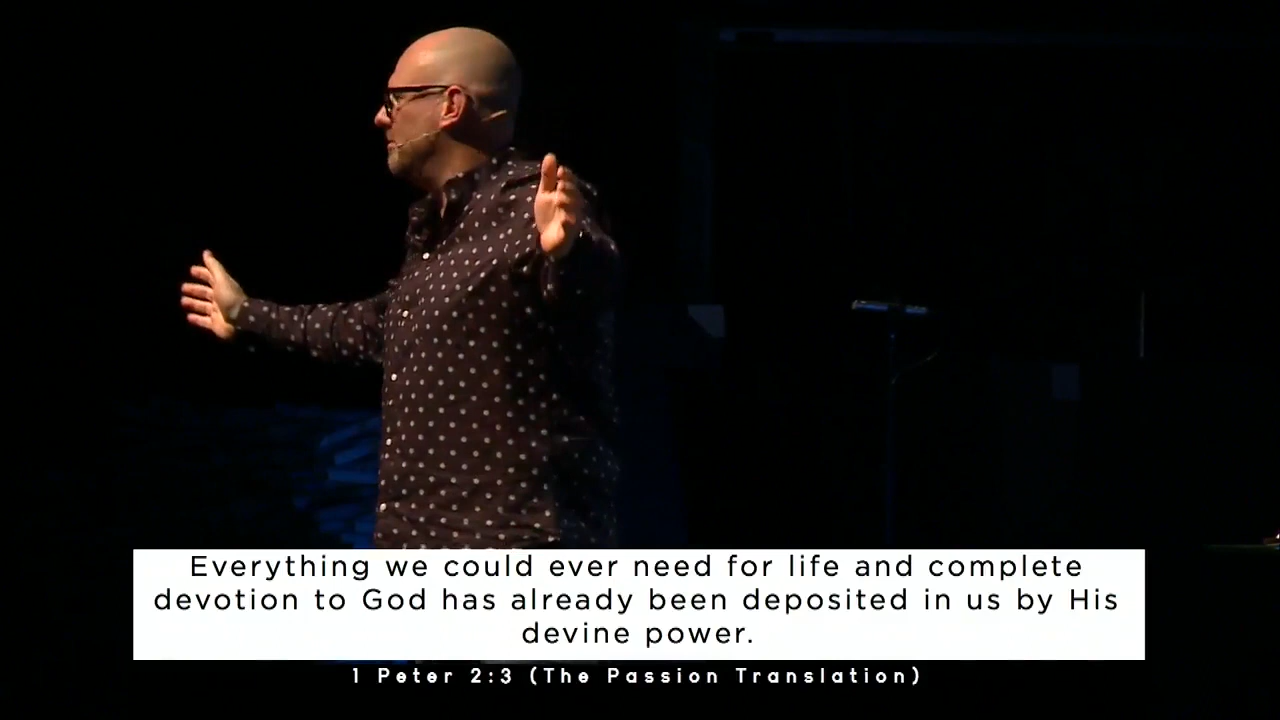 Everything we could ever need for life and complete
devotion to God has already been deposited in us by His
devine power.
1 Peter 2:3 (The Passion Translation)